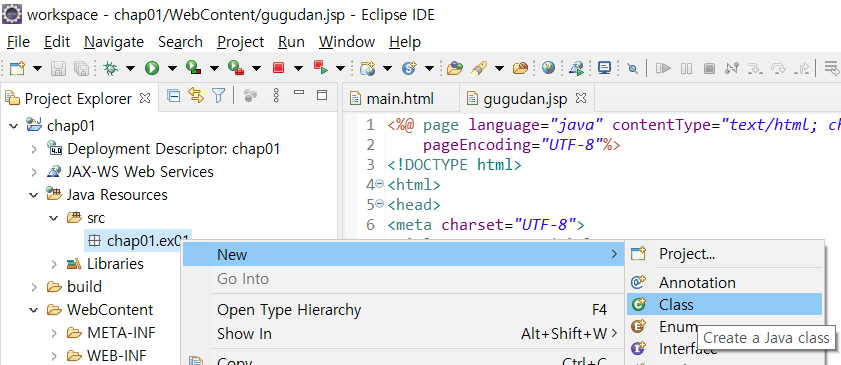 workspace - chap01/WebContent/gugudan.jsp - Eclipse IDE
File Edit Navigate Search Project Run Window Help
Project Explorer
main.html gugudan.jsp
chap01
Deployment Descriptor: chap01
JAX-WS Web Services
Java Resources
src
chap01.ex01
Libraries
build
WebContent
META-INF
WEB-INF
1 <%@ page language="java" contentType="text/html; ch
2 pageEncoding="UTF-8"%>
3 <!DOCTYPE html>
4 <html>
5 <head>
6 <meta charset="UTF-8">
New
Go Into
Open Type Hierarchy F4
Show In Alt+Shift+W
Copy Ctrl+C
Project...
Annotation
Class
Enum
Interface
Create a Java class